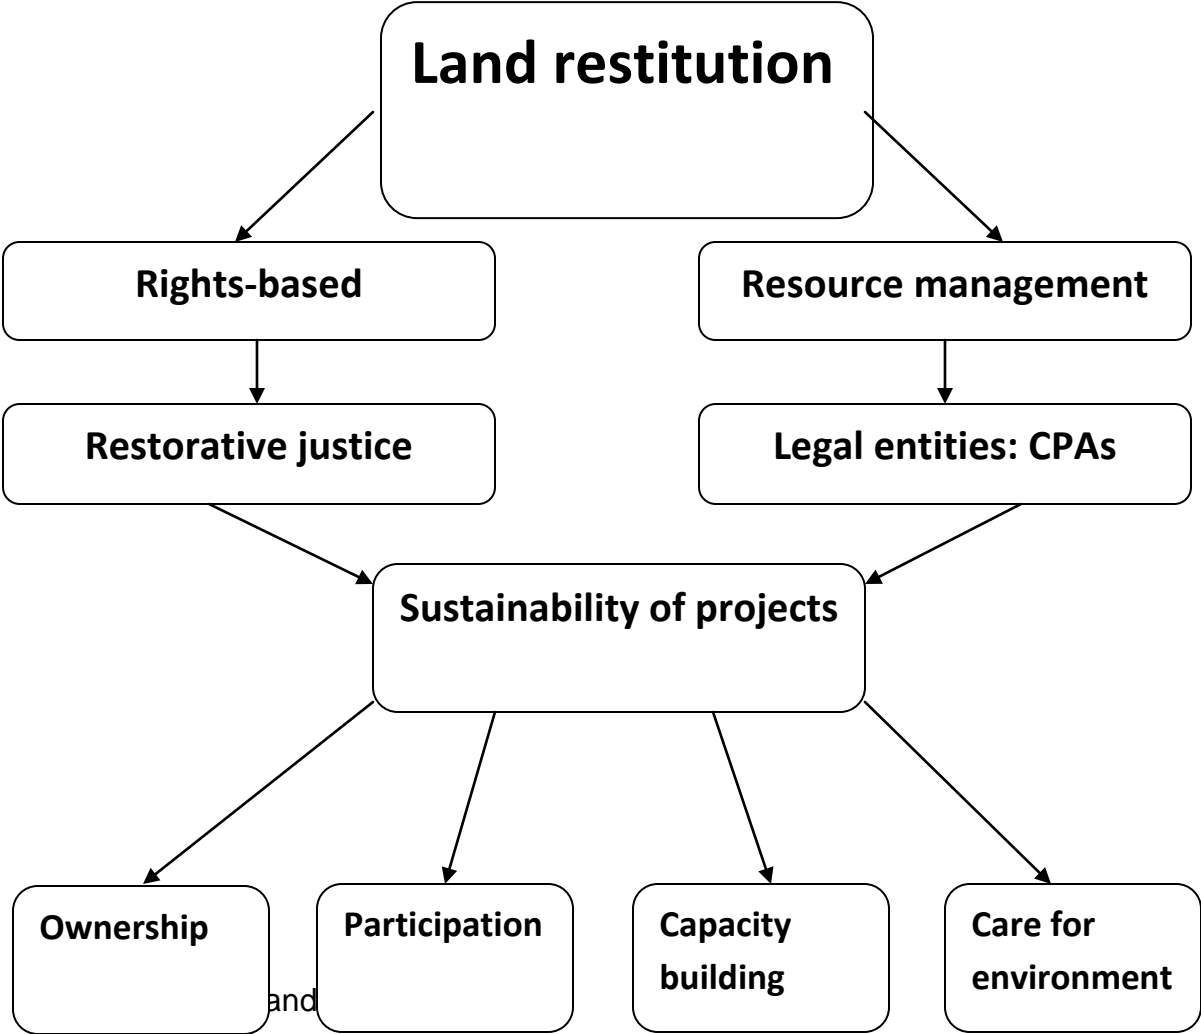 Land restitution
Rights-based
Resource management
Restorative justice
Legal entities: CPAs
Sustainability of projects
Ownership
Participation
Capacity
building
Care for
environment
and